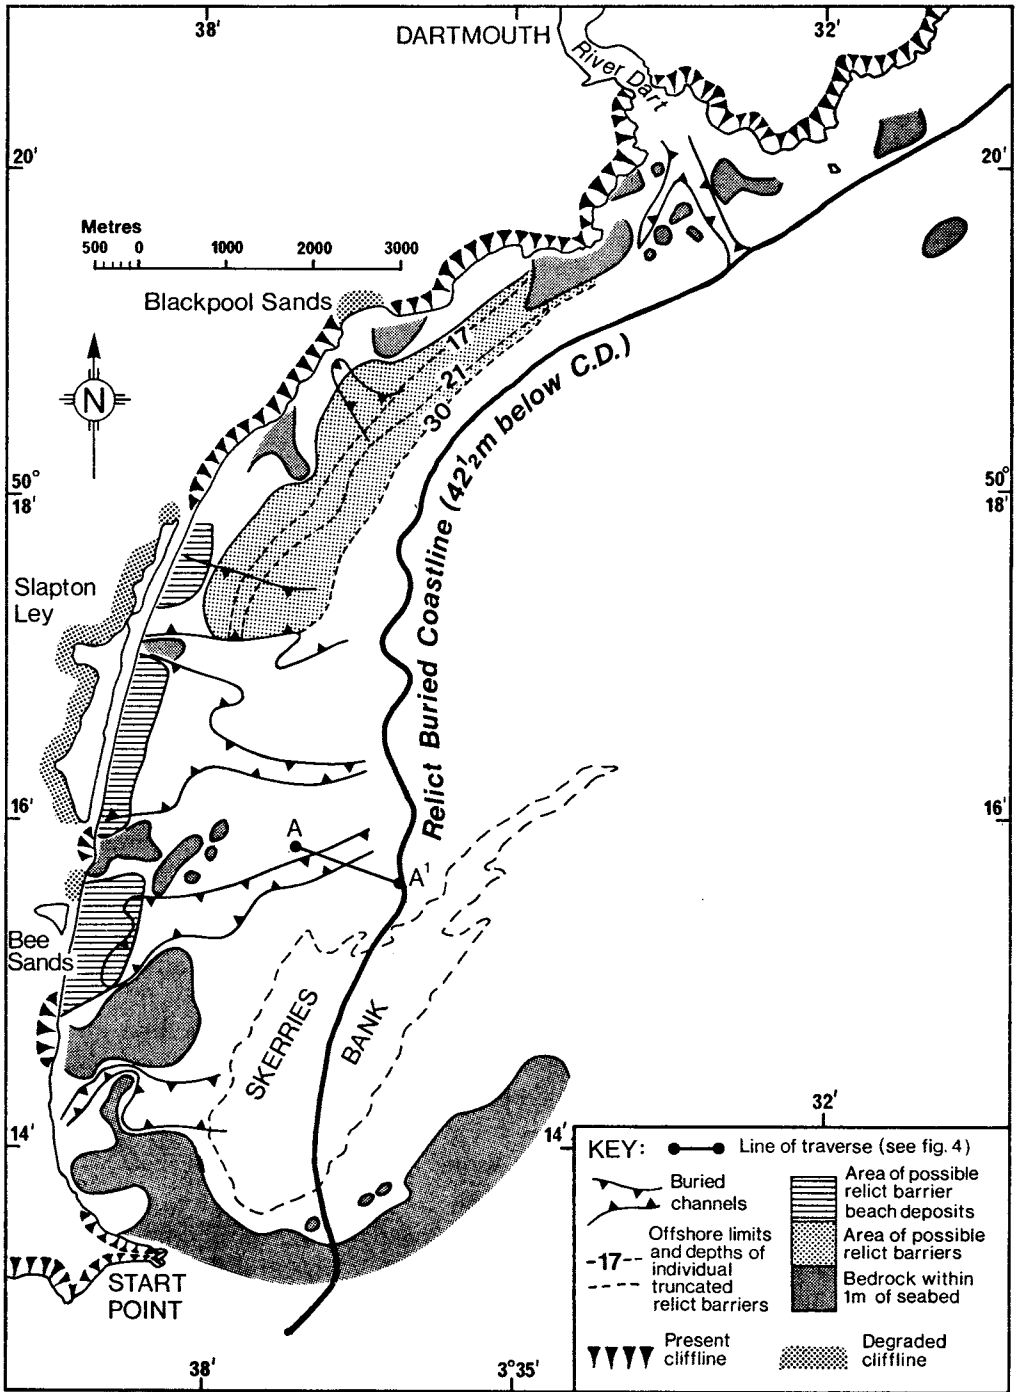 38'
32'
DARTMOUTH
River Dart
20'
20'
Metres
500 0 1000 2000 3000
Blackpool Sands
17
21
30
N
Relict Buried Coastline (42½m below C.D.)
50°
18'
50°
18'
Slapton
Ley
16'
16'
A
A¹
Bee
Sands
SKERRIES
BANK
14'
14'
32'
START
POINT
38'
3°35'
KEY:
Line of traverse (see fig. 4)
Buried
channels
Offshore limits
and depths of
-17- individual
truncated
relict barriers
Area of possible
relict barrier
beach deposits
Area of possible
relict barriers
Bedrock within
1m of seabed
Present
cliffline
Degraded
cliffline